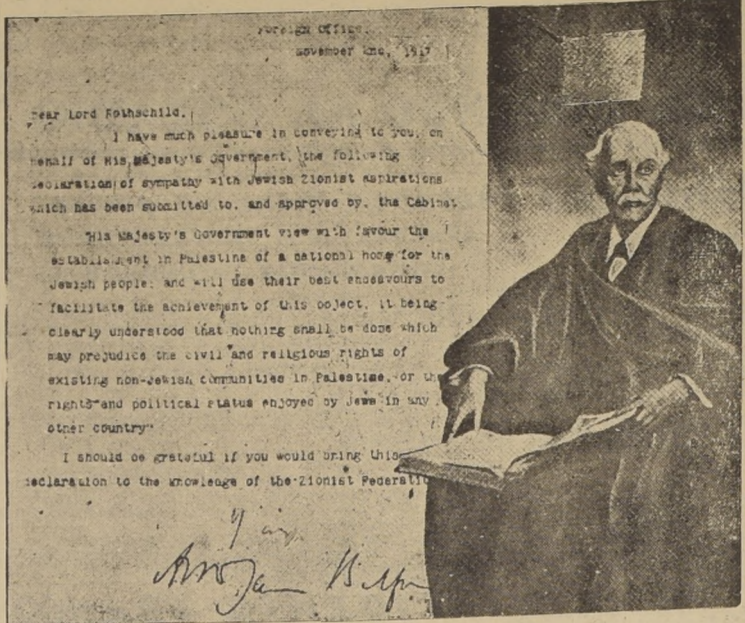 Foreign Office,
November 2nd, 1917
Dear Lord Rothschild,
I have much pleasure in conveying to you, on
behalf of His Majesty's Government, the following
declaration of sympathy with Jewish Zionist aspirations
which has been submitted to, and approved by, the Cabinet
"His Majesty's Government view with favour the
establishment in Palestine of a national home for the
Jewish people, and will use their best endeavours to
facilitate the achievement of this object, it being
clearly understood that nothing shall be done which
may prejudice the civil and religious rights of
existing non-Jewish communities in Palestine, or the
rights and political status enjoyed by Jews in any
other country"
I should be grateful if you would bring this
declaration to the knowledge of the Zionist Federation
Arthur James Balfour